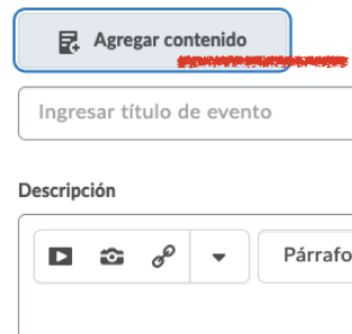 Agregar contenido
Ingresar título de evento
Descripción
Párrafo